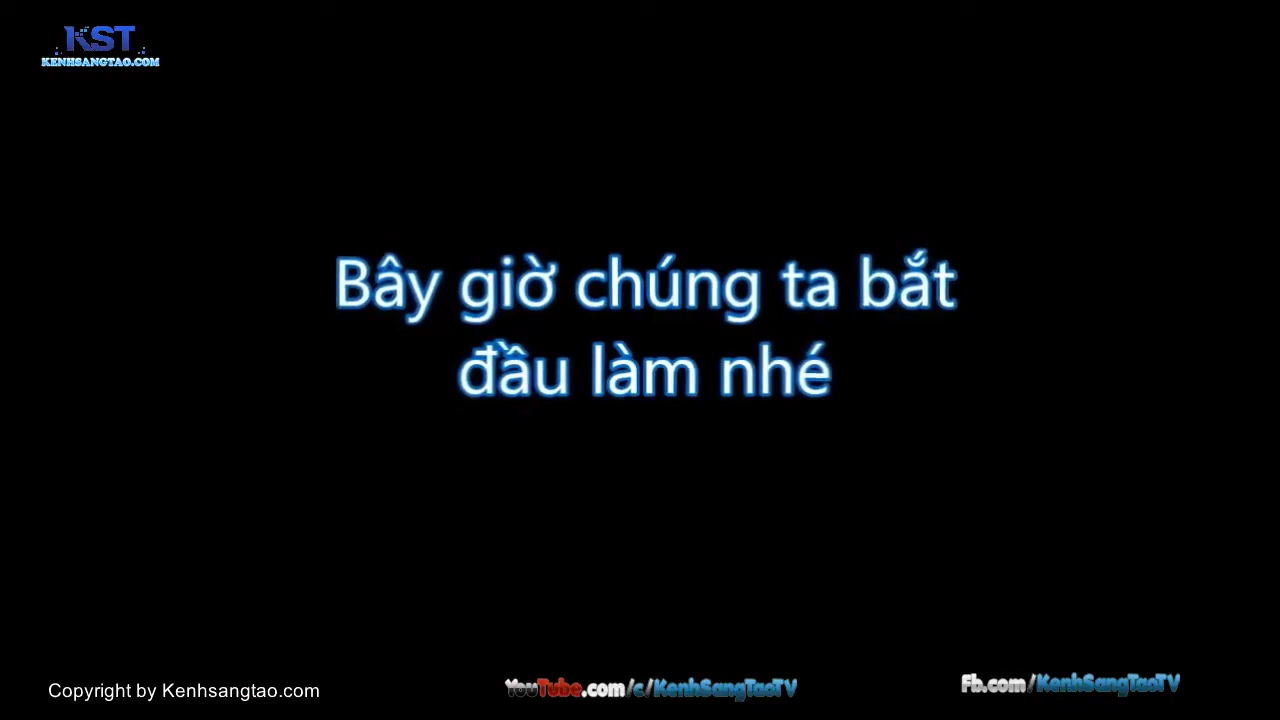 KST
KENHSANGTAO.COM
Bây giờ chúng ta bắt
đầu làm nhé
Copyright by Kenhsangtao.com
YouTube.com/c/KenhSangTaoTV
Fb.com/KenhSangTaoTV